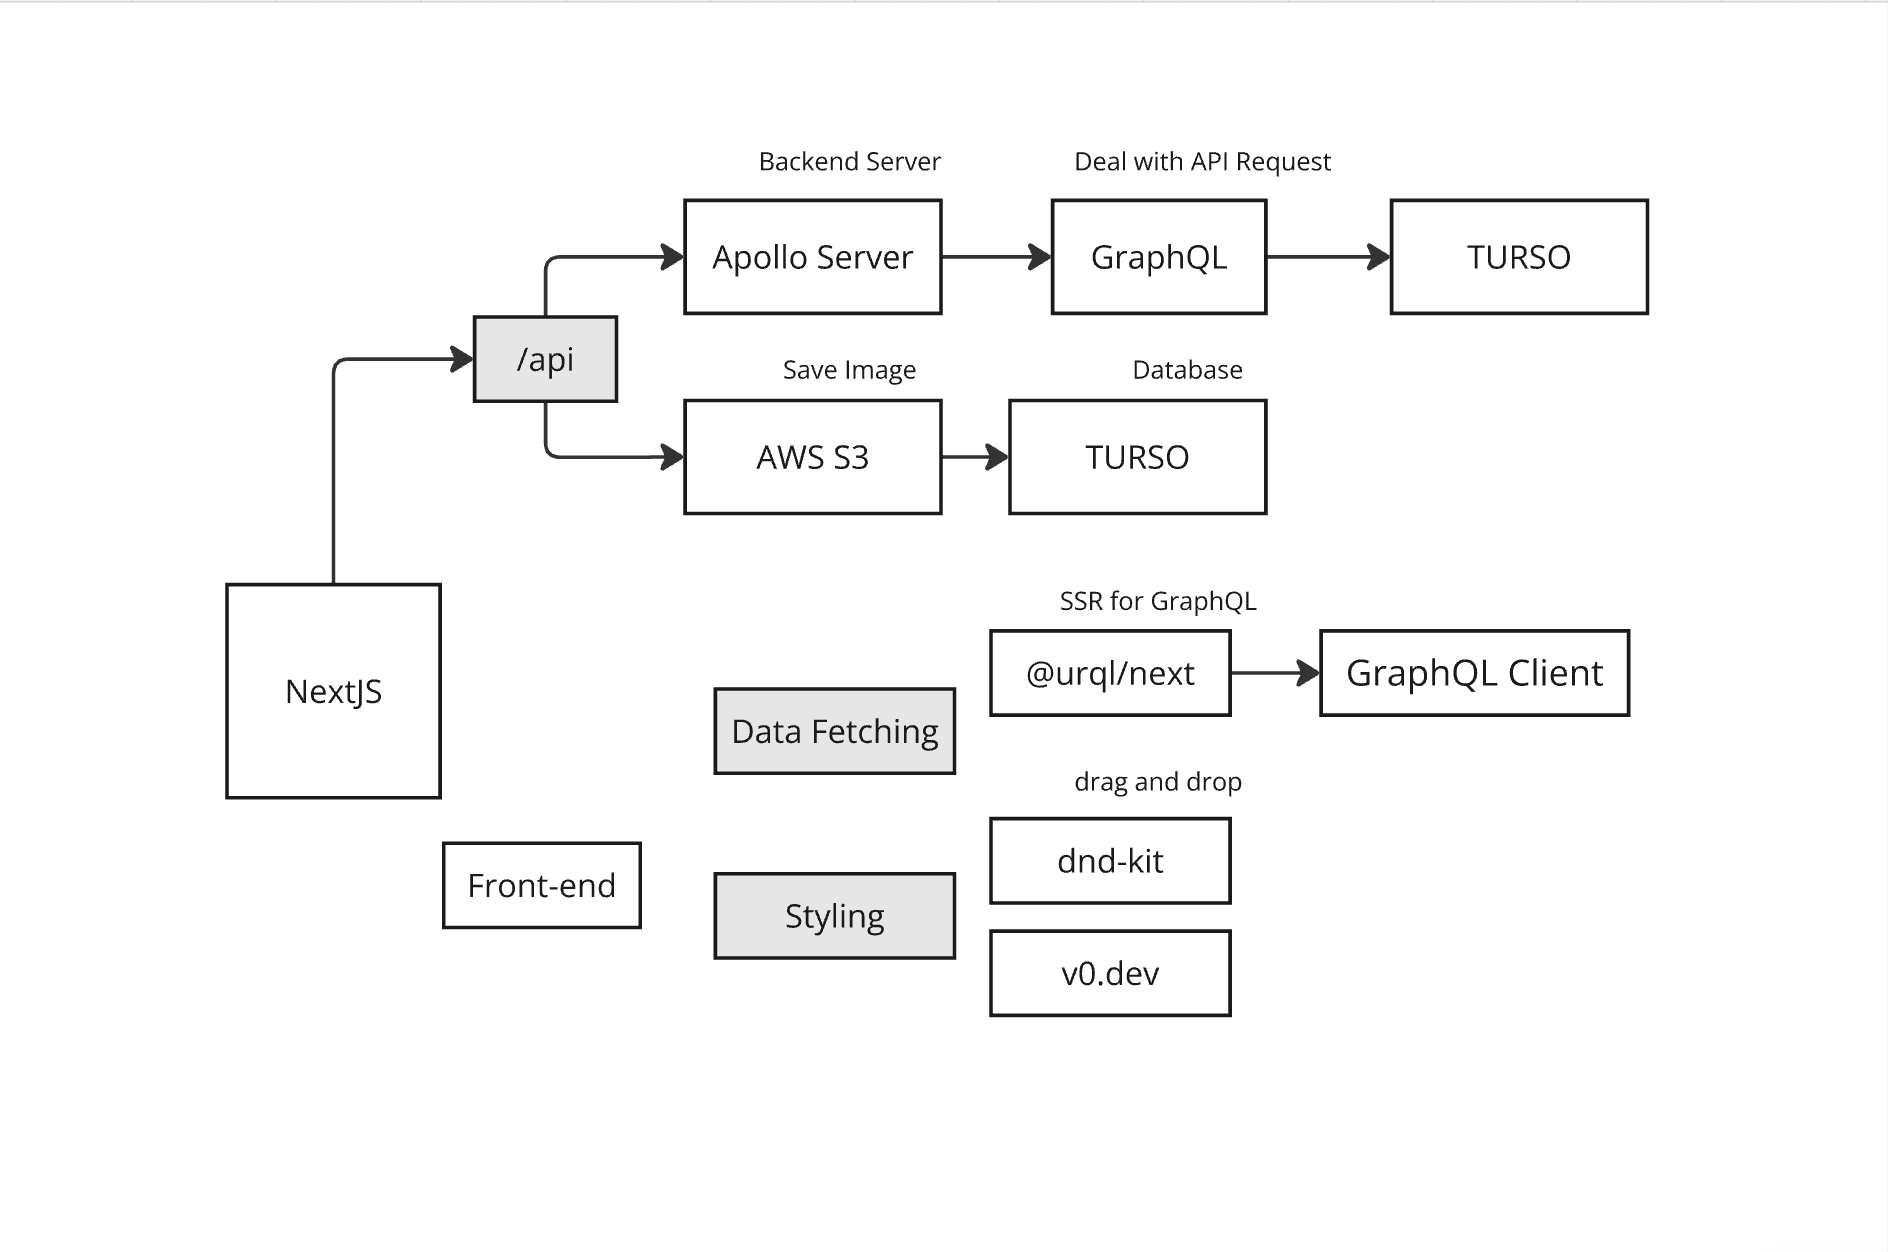 Backend Server
Deal with API Request
Apollo Server
GraphQL
TURSO
/api
Save Image
Database
AWS S3
TURSO
NextJS
SSR for GraphQL
@urql/next
GraphQL Client
Data Fetching
drag and drop
dnd-kit
Front-end
Styling
v0.dev